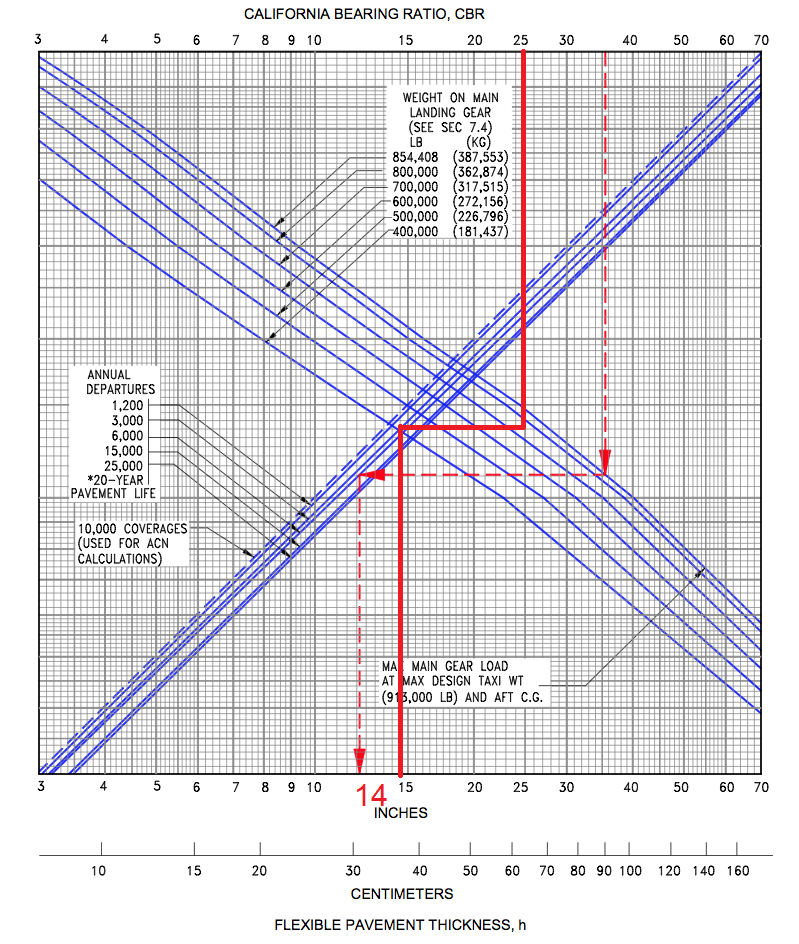 CALIFORNIA BEARING RATIO, CBR
3 4 5 6 7 8 9 10 15 20 25 30 40 50 60 70
WEIGHT ON MAIN
LANDING GEAR
(SEE SEC 7.4)
LB (KG)
854,408 (387,553)
800,000 (362,874)
700,000 (317,515)
600,000 (272,156)
500,000 (226,796)
400,000 (181,437)
ANNUAL
DEPARTURES
1,200
3,000
6,000
15,000
25,000
*20-YEAR
PAVEMENT LIFE
10,000 COVERAGES
(USED FOR ACN
CALCULATIONS)
MAX MAIN GEAR LOAD
AT MAX DESIGN TAXI WT
(913,000 LB) AND AFT C.G.
3 4 5 6 7 8 9 10 15 20 30 40 50 60 70
14
INCHES
10 15 20 30 40 50 60 70 80 90 100 120 140 160
CENTIMETERS
FLEXIBLE PAVEMENT THICKNESS, h